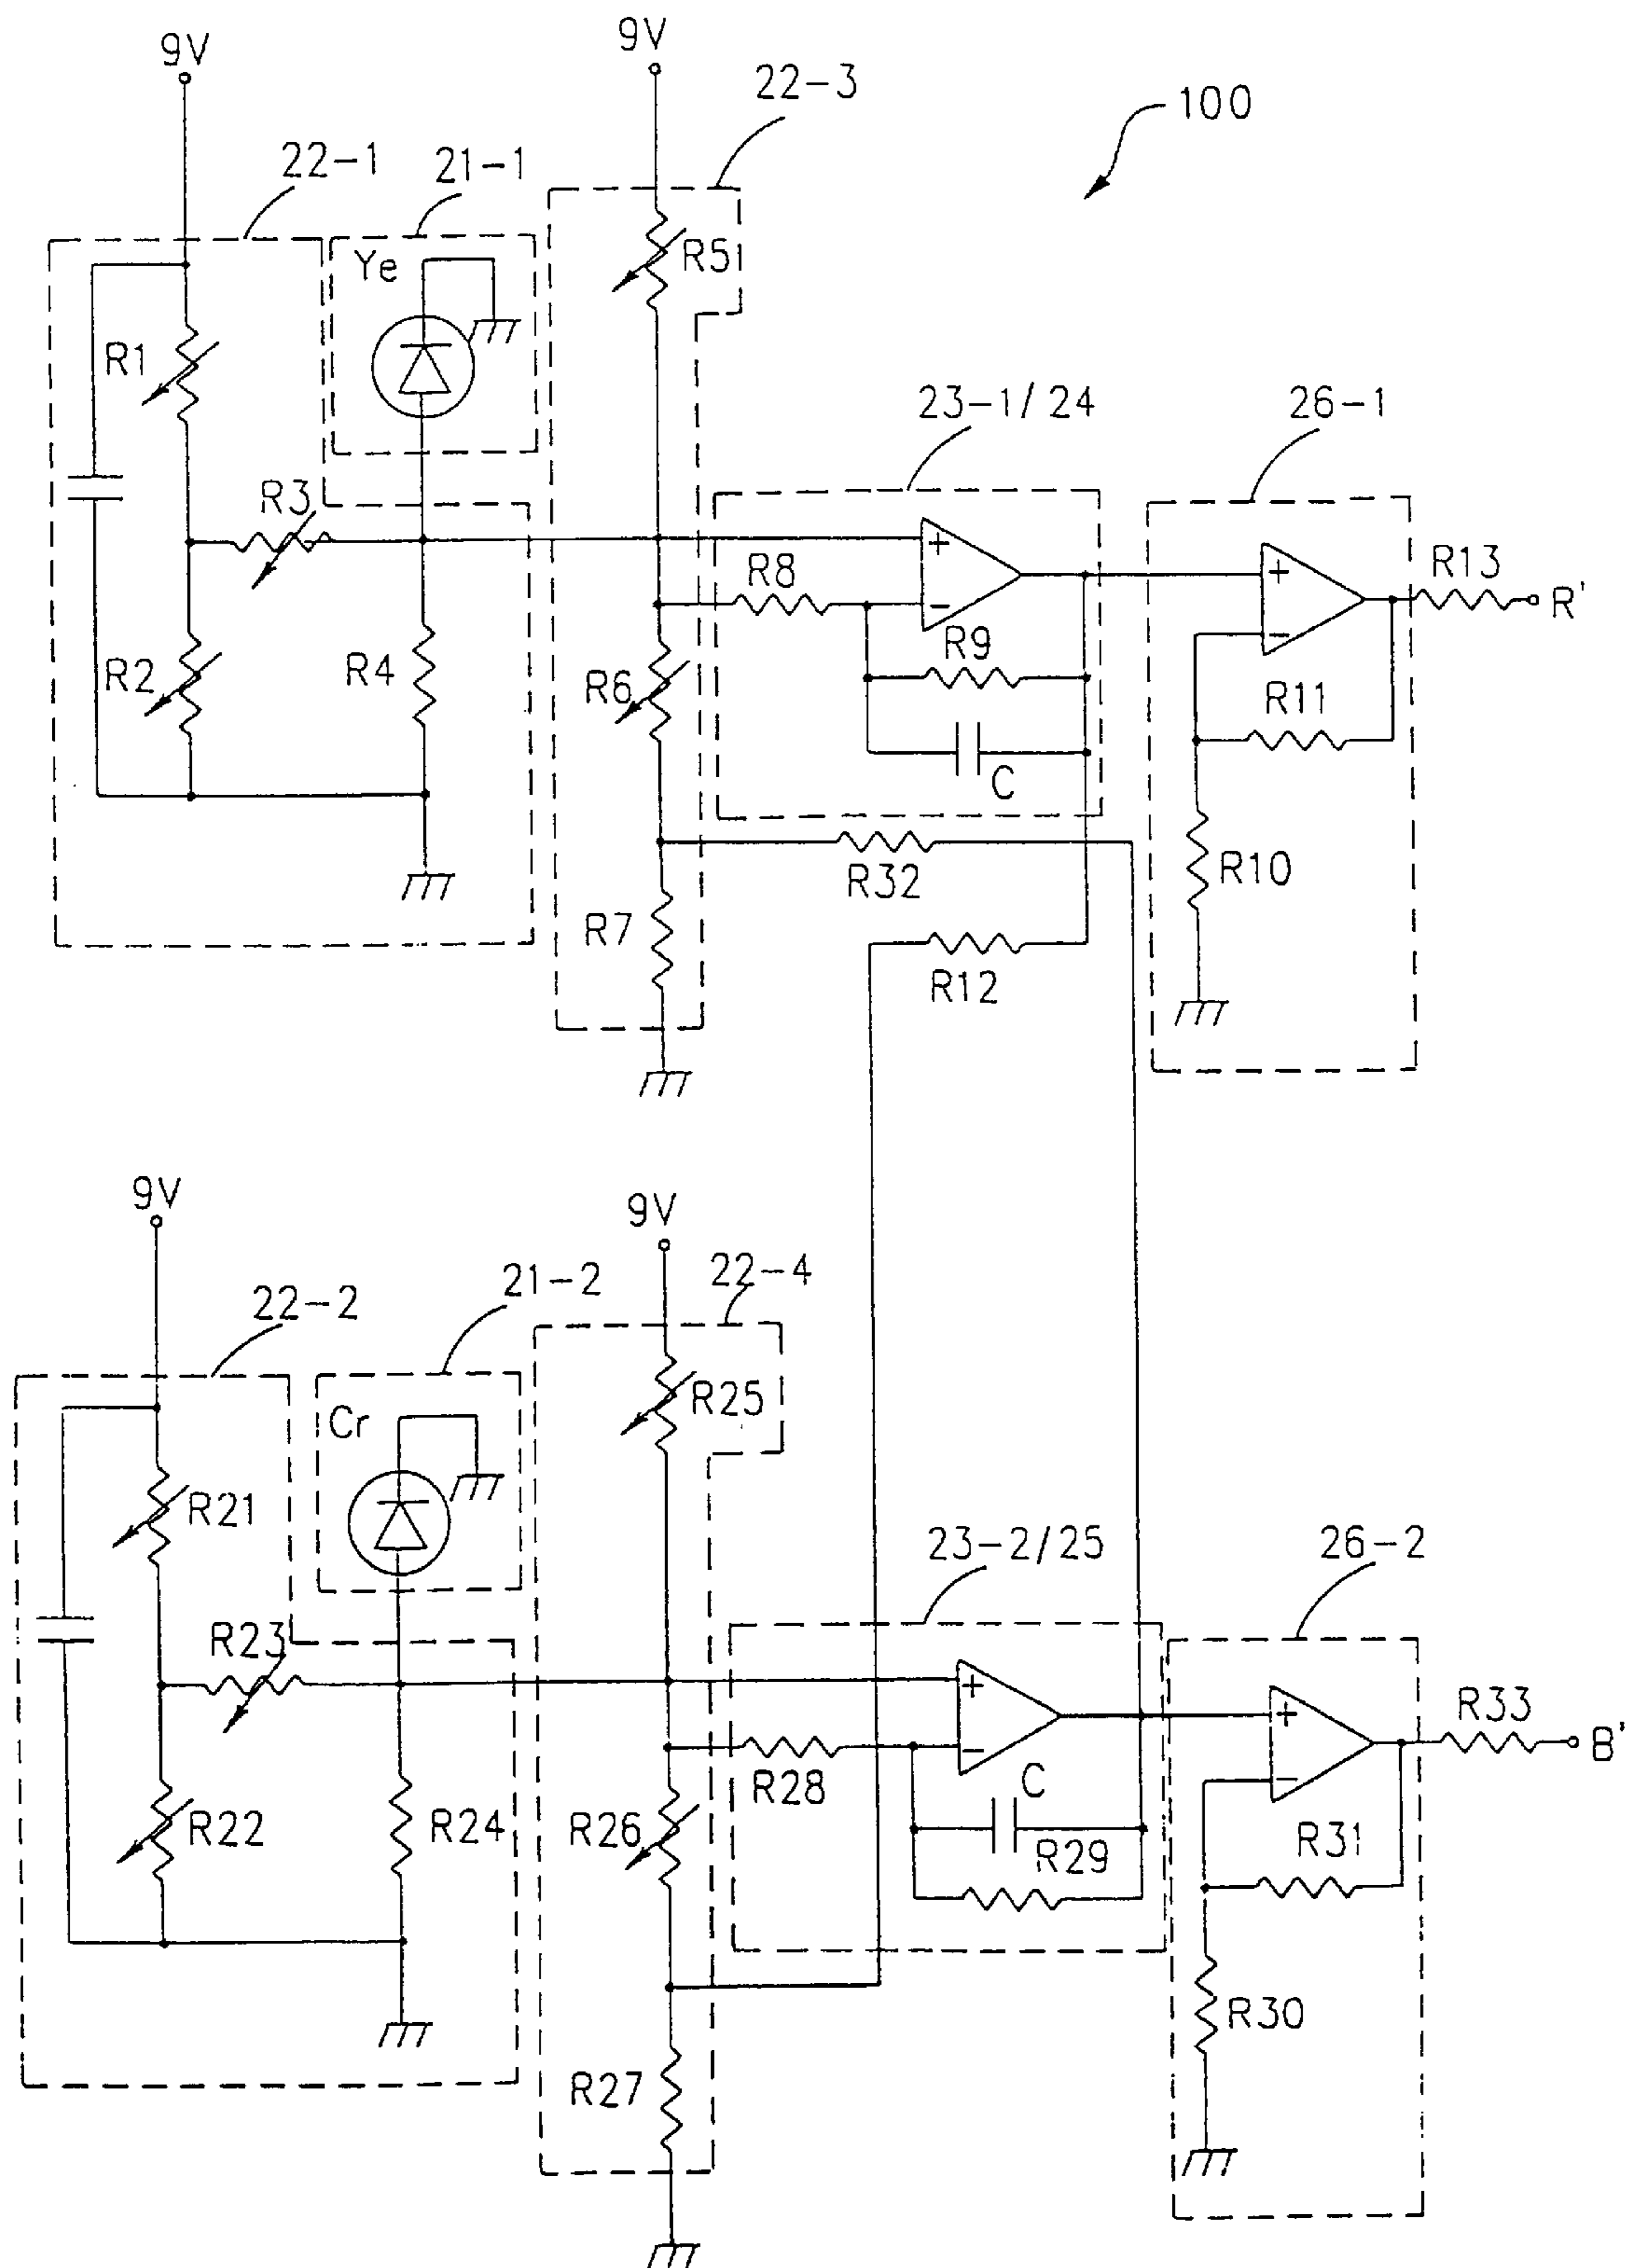 9V
9V
22-3
100
22-1
21-1
Ye
R5
R1
23-1/24
26-1
R3
R8
+
−
+
−
R13
R'
R2
R4
R6
R9
R11
C
R32
R10
R7
R12
9V
9V
22-2
21-2
22-4
Cr
R25
R21
23-2/25
26-2
R23
+
−
+
−
R33
B'
R28
C
R22
R24
R26
R29
R31
R30
R27